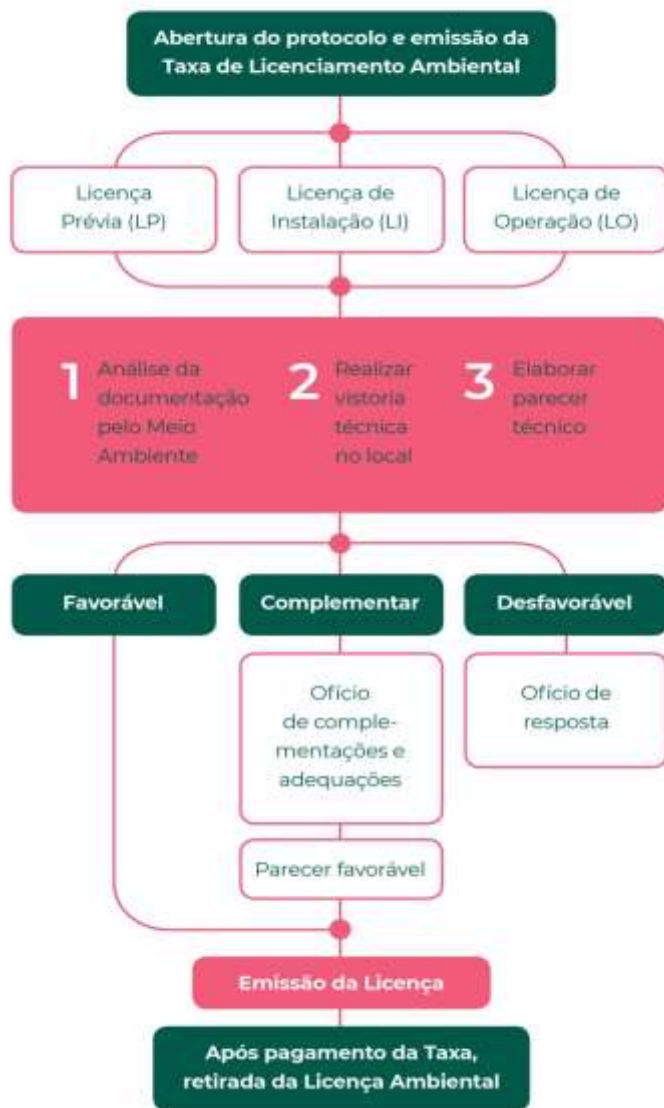 Abertura do protocolo e emissão da
Taxa de Licenciamento Ambiental
Licença
Prévia (LP)
Licença de
Instalação (LI)
Licença de
Operação (LO)
1
Análise da
documentação
pelo Meio
Ambiente
2
Realizar
vistoria
técnica
no local
3
Elaborar
parecer
técnico
Favorável
Complementar
Desfavorável
Ofício
de comple-
mentações e
adequações
Ofício de
resposta
Parecer favorável
Emissão da Licença
Após pagamento da Taxa,
retirada da Licença Ambiental